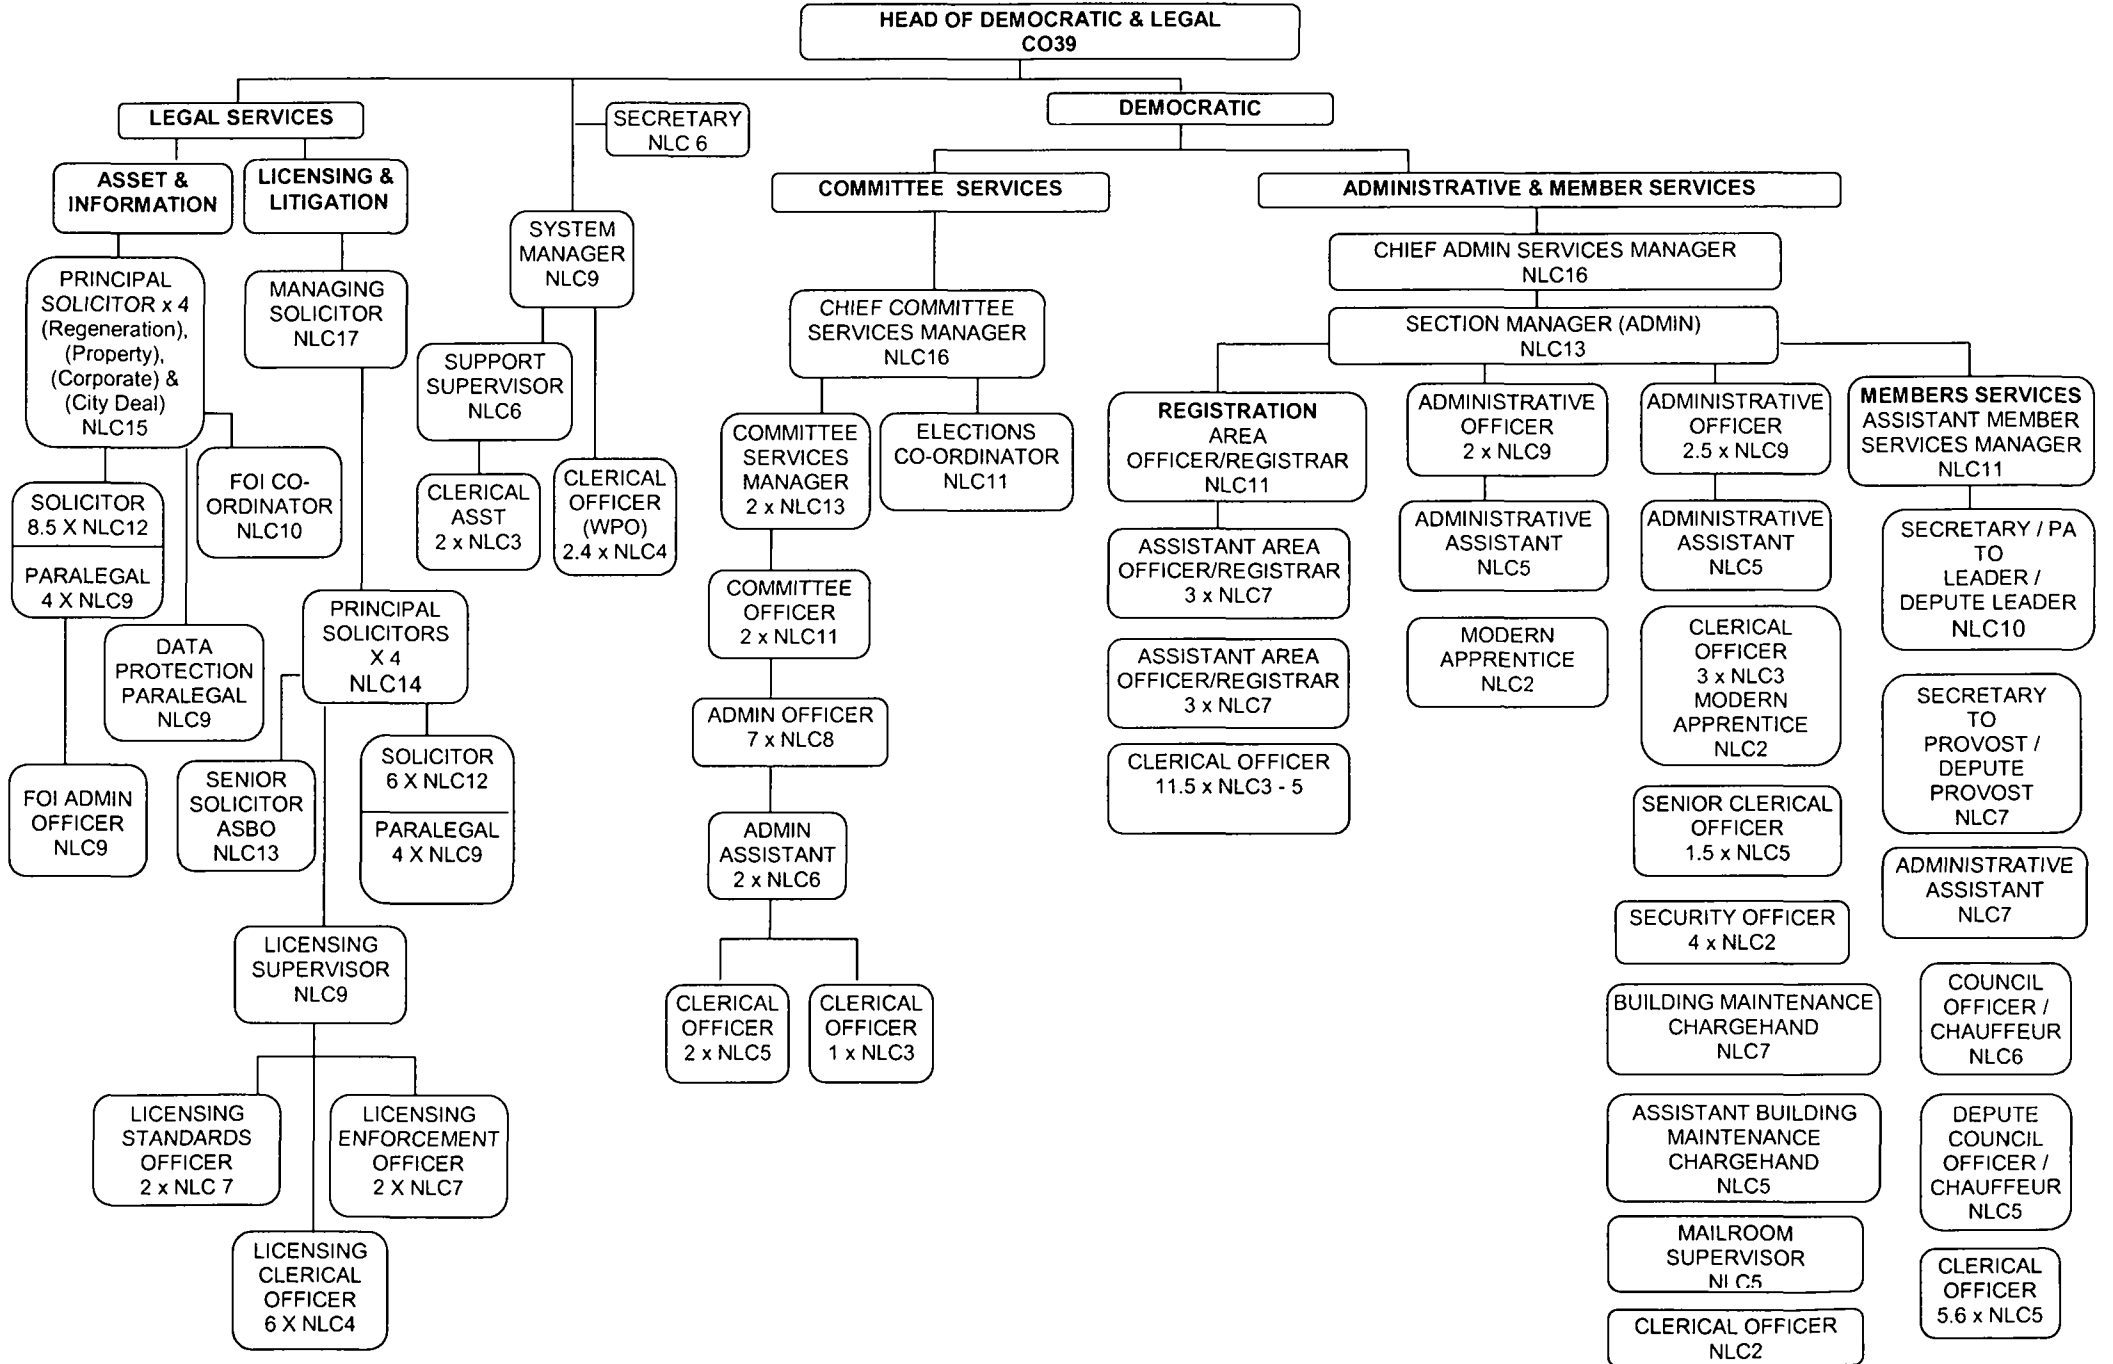 HEAD OF DEMOCRATIC & LEGAL
CO39
LEGAL SERVICES
SECRETARY
NLC 6
DEMOCRATIC
ASSET &
INFORMATION
LICENSING &
LITIGATION
COMMITTEE SERVICES
ADMINISTRATIVE & MEMBER SERVICES
PRINCIPAL
SOLICITOR x 4
(Regeneration),
(Property),
(Corporate) &
(City Deal)
NLC15
MANAGING
SOLICITOR
NLC17
SYSTEM
MANAGER
NLC9
CHIEF COMMITTEE
SERVICES MANAGER
NLC16
CHIEF ADMIN SERVICES MANAGER
NLC16
SECTION MANAGER (ADMIN)
NLC13
SUPPORT
SUPERVISOR
NLC6
CLERICAL
ASST
2 x NLC3
CLERICAL
OFFICER
(WPO)
2.4 x NLC4
FOI CO-
ORDINATOR
NLC10
SOLICITOR
8.5 X NLC12
PARALEGAL
4 X NLC9
DATA
PROTECTION
PARALEGAL
NLC9
FOI ADMIN
OFFICER
NLC9
PRINCIPAL
SOLICITORS
X 4
NLC14
SENIOR
SOLICITOR
ASBO
NLC13
SOLICITOR
6 X NLC12
PARALEGAL
4 X NLC9
LICENSING
SUPERVISOR
NLC9
LICENSING
STANDARDS
OFFICER
2 x NLC 7
LICENSING
ENFORCEMENT
OFFICER
2 X NLC7
LICENSING
CLERICAL
OFFICER
6 X NLC4
COMMITTEE
SERVICES
MANAGER
2 x NLC13
ELECTIONS
CO-ORDINATOR
NLC11
COMMITTEE
OFFICER
2 x NLC11
ADMIN OFFICER
7 x NLC8
ADMIN
ASSISTANT
2 x NLC6
CLERICAL
OFFICER
2 x NLC5
CLERICAL
OFFICER
1 x NLC3
REGISTRATION
AREA
OFFICER/REGISTRAR
NLC11
ASSISTANT AREA
OFFICER/REGISTRAR
3 x NLC7
ASSISTANT AREA
OFFICER/REGISTRAR
3 x NLC7
CLERICAL OFFICER
11.5 x NLC3 - 5
ADMINISTRATIVE
OFFICER
2 x NLC9
ADMINISTRATIVE
ASSISTANT
NLC5
MODERN
APPRENTICE
NLC2
ADMINISTRATIVE
OFFICER
2.5 x NLC9
ADMINISTRATIVE
ASSISTANT
NLC5
CLERICAL
OFFICER
3 x NLC3
MODERN
APPRENTICE
NLC2
SENIOR CLERICAL
OFFICER
1.5 x NLC5
SECURITY OFFICER
4 x NLC2
BUILDING MAINTENANCE
CHARGEHAND
NLC7
ASSISTANT BUILDING
MAINTENANCE
CHARGEHAND
NLC5
MAILROOM
SUPERVISOR
NLC5
CLERICAL OFFICER
NLC2
MEMBERS SERVICES
ASSISTANT MEMBER
SERVICES MANAGER
NLC11
SECRETARY / PA
TO
LEADER /
DEPUTE LEADER
NLC10
SECRETARY
TO
PROVOST /
DEPUTE
PROVOST
NLC7
ADMINISTRATIVE
ASSISTANT
NLC7
COUNCIL
OFFICER /
CHAUFFEUR
NLC6
DEPUTE
COUNCIL
OFFICER /
CHAUFFEUR
NLC5
CLERICAL
OFFICER
5.6 x NLC5